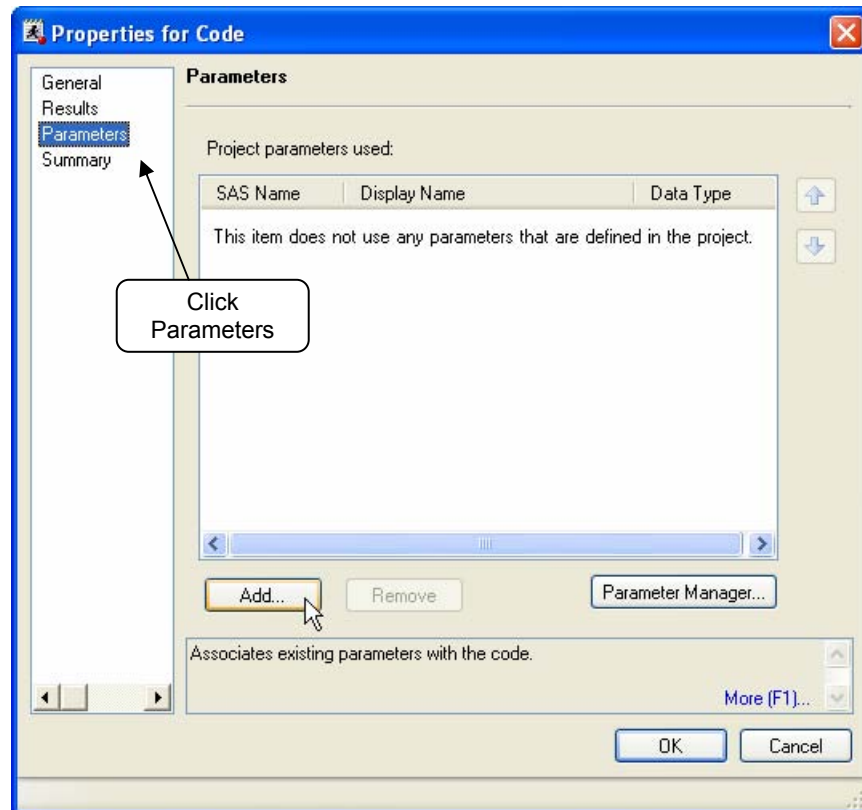 Properties for Code
General
Results
Parameters
Summary
Parameters
Project parameters used:
SAS Name Display Name Data Type
This item does not use any parameters that are defined in the project.
Click
Parameters
Add... Remove Parameter Manager...
Associates existing parameters with the code.
More (F1)...
OK Cancel